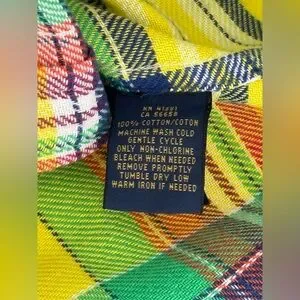 RN 41381
CA 56658
100% COTTON/COTON
MACHINE WASH COLD
GENTLE CYCLE
ONLY NON-CHLORINE
BLEACH WHEN NEEDED
REMOVE PROMPTLY
TUMBLE DRY LOW
WARM IRON IF NEEDED